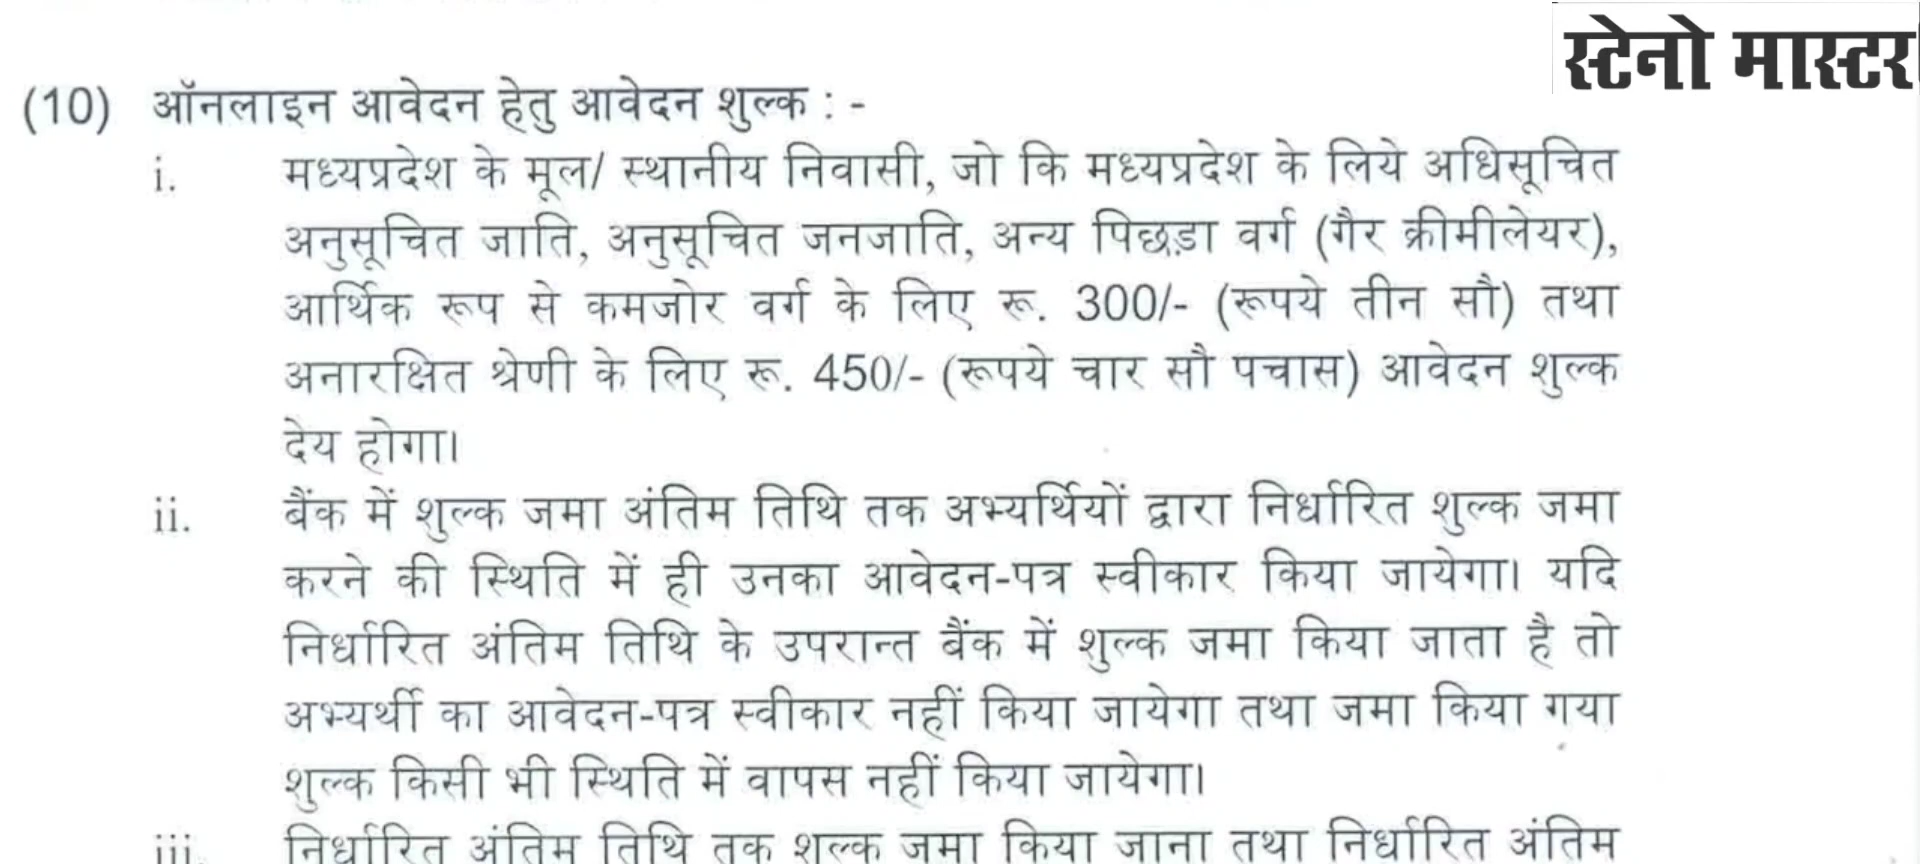 स्टेनो मास्टर
(10) ऑनलाइन आवेदन हेतु आवेदन शुल्क : -
i. मध्यप्रदेश के मूल/ स्थानीय निवासी, जो कि मध्यप्रदेश के लिये अधिसूचित
अनुसूचित जाति, अनुसूचित जनजाति, अन्य पिछड़ा वर्ग (गैर क्रीमीलेयर),
आर्थिक रूप से कमजोर वर्ग के लिए रू. 300/- (रूपये तीन सौ) तथा
अनारक्षित श्रेणी के लिए रू. 450/- (रूपये चार सौ पचास) आवेदन शुल्क
देय होगा।
ii. बैंक में शुल्क जमा अंतिम तिथि तक अभ्यर्थियों द्वारा निर्धारित शुल्क जमा
करने की स्थिति में ही उनका आवेदन-पत्र स्वीकार किया जायेगा। यदि
निर्धारित अंतिम तिथि के उपरान्त बैंक में शुल्क जमा किया जाता है तो
अभ्यर्थी का आवेदन-पत्र स्वीकार नहीं किया जायेगा तथा जमा किया गया
शुल्क किसी भी स्थिति में वापस नहीं किया जायेगा।
iii. निर्धारित अंतिम तिथि तक शुल्क जमा किया जाना तथा निर्धारित अंतिम